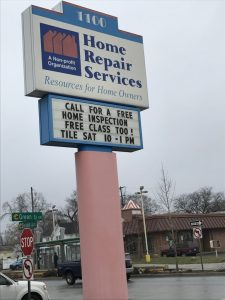 1100
A Non-profit
Organization
Home
Repair
Services
Resources for Home Owners
CALL FOR A FREE
HOME INSPECTION
FREE CLASS TOO!
TILE SAT 10 - 1 PM
Green
STOP